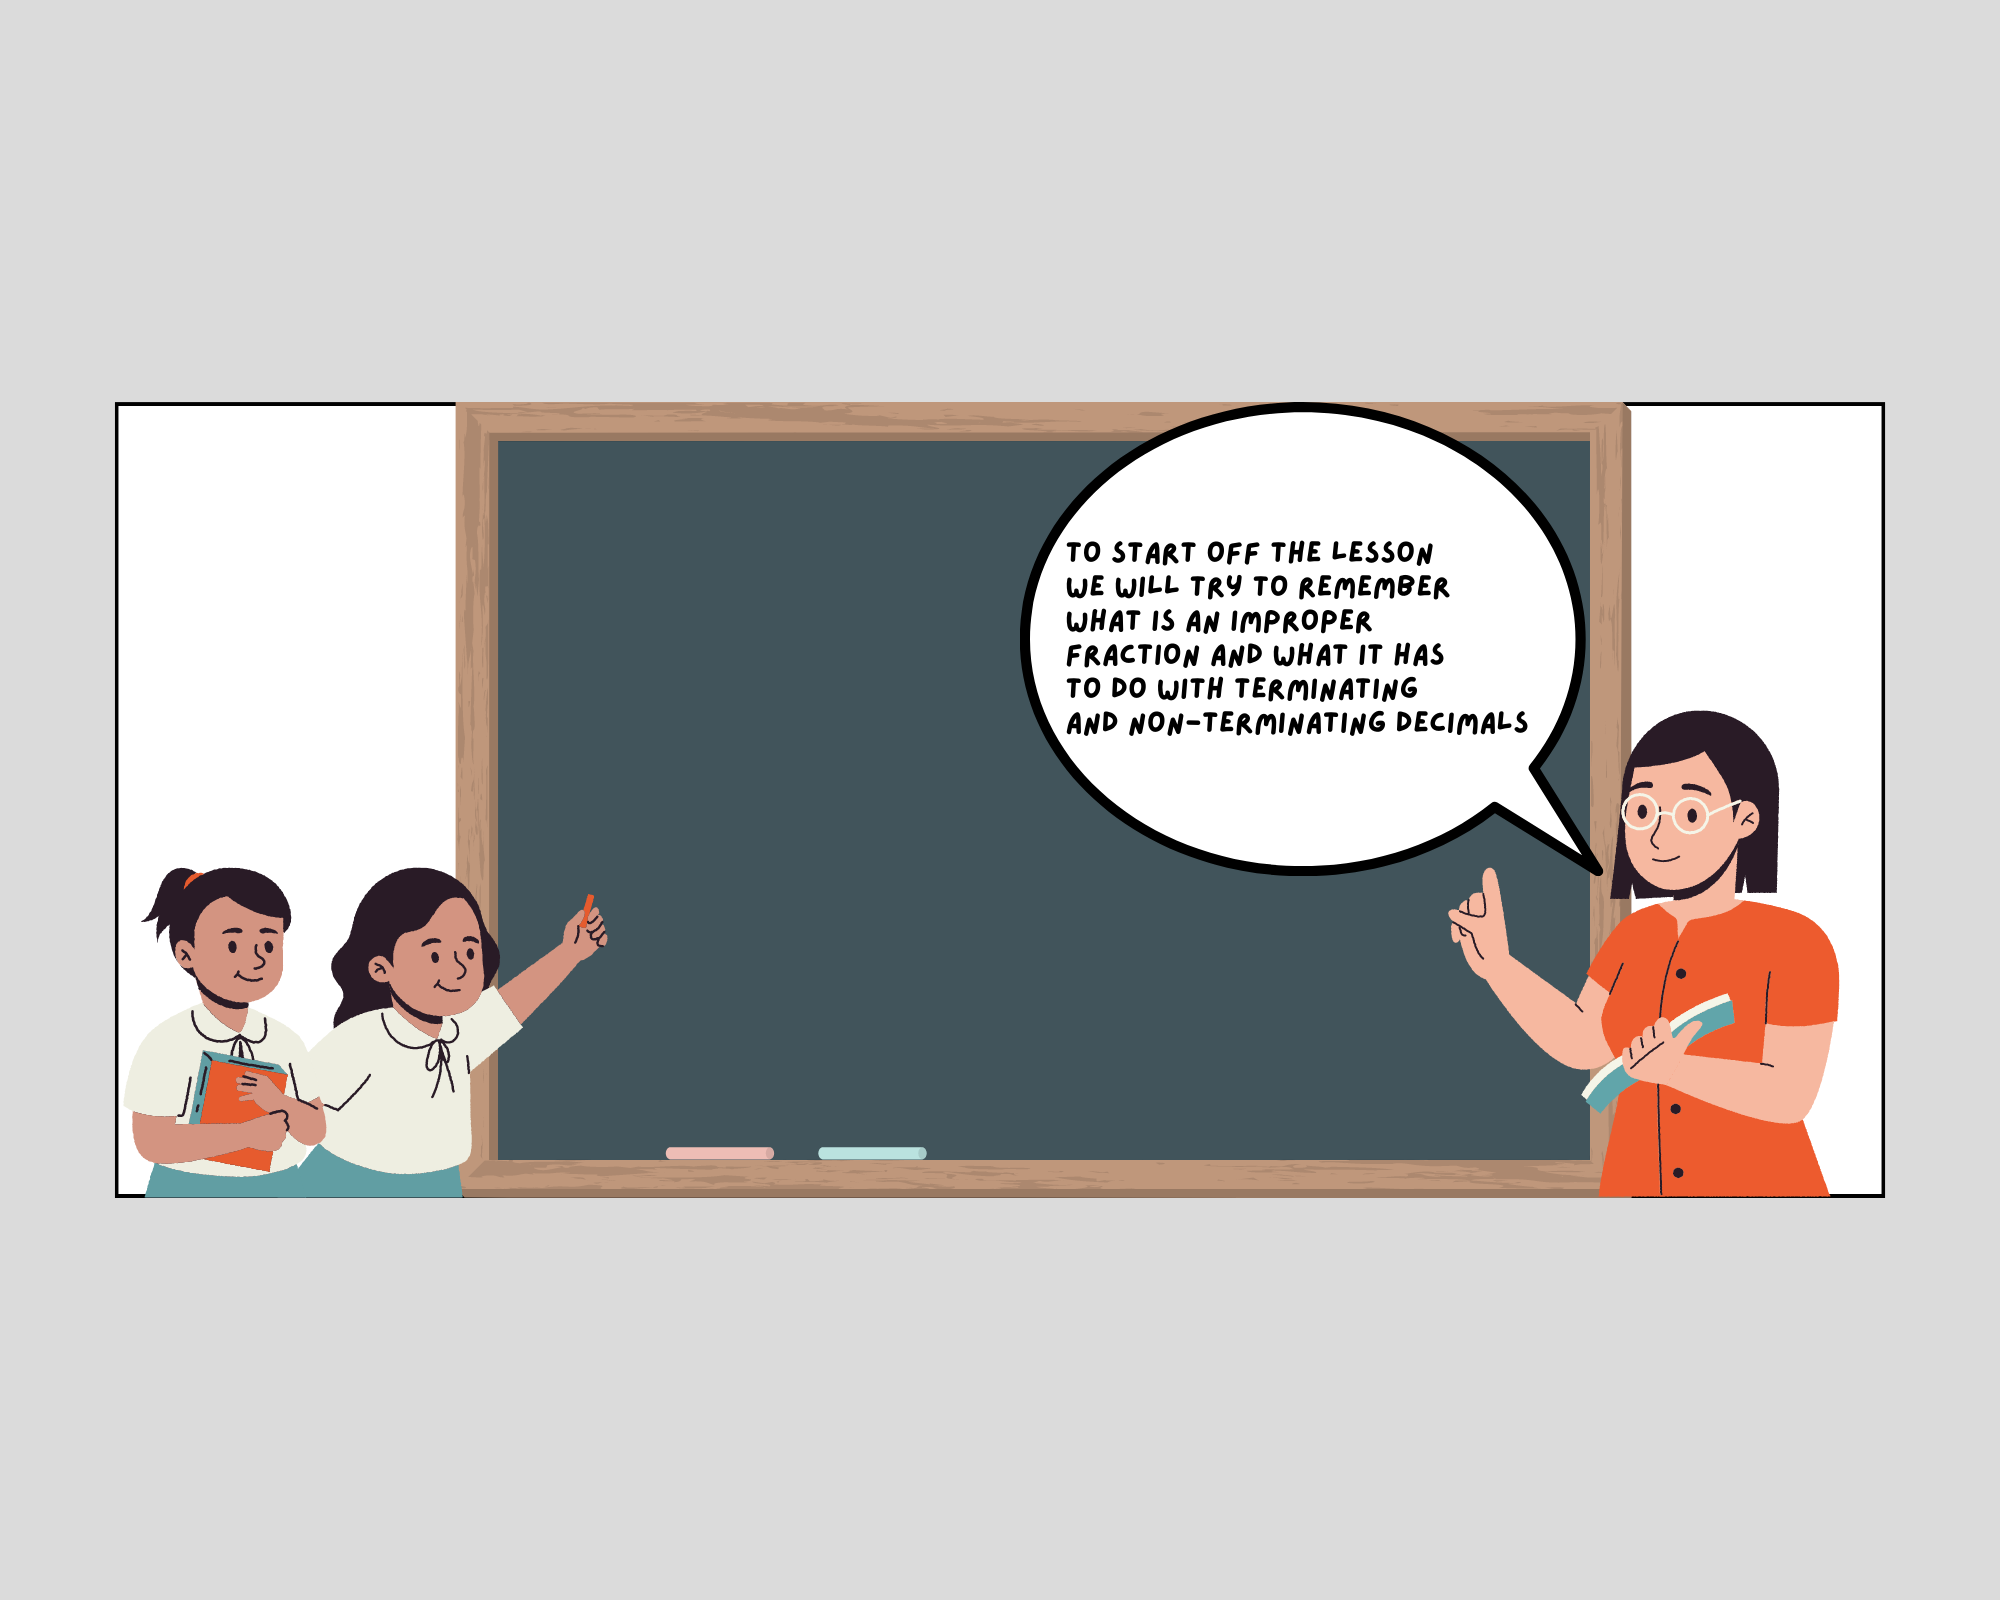 TO START OFF THE LESSON
WE WILL TRY TO REMEMBER
WHAT IS AN IMPROPER
FRACTION AND WHAT IT HAS
TO DO WITH TERMINATING
AND NON-TERMINATING DECIMALS